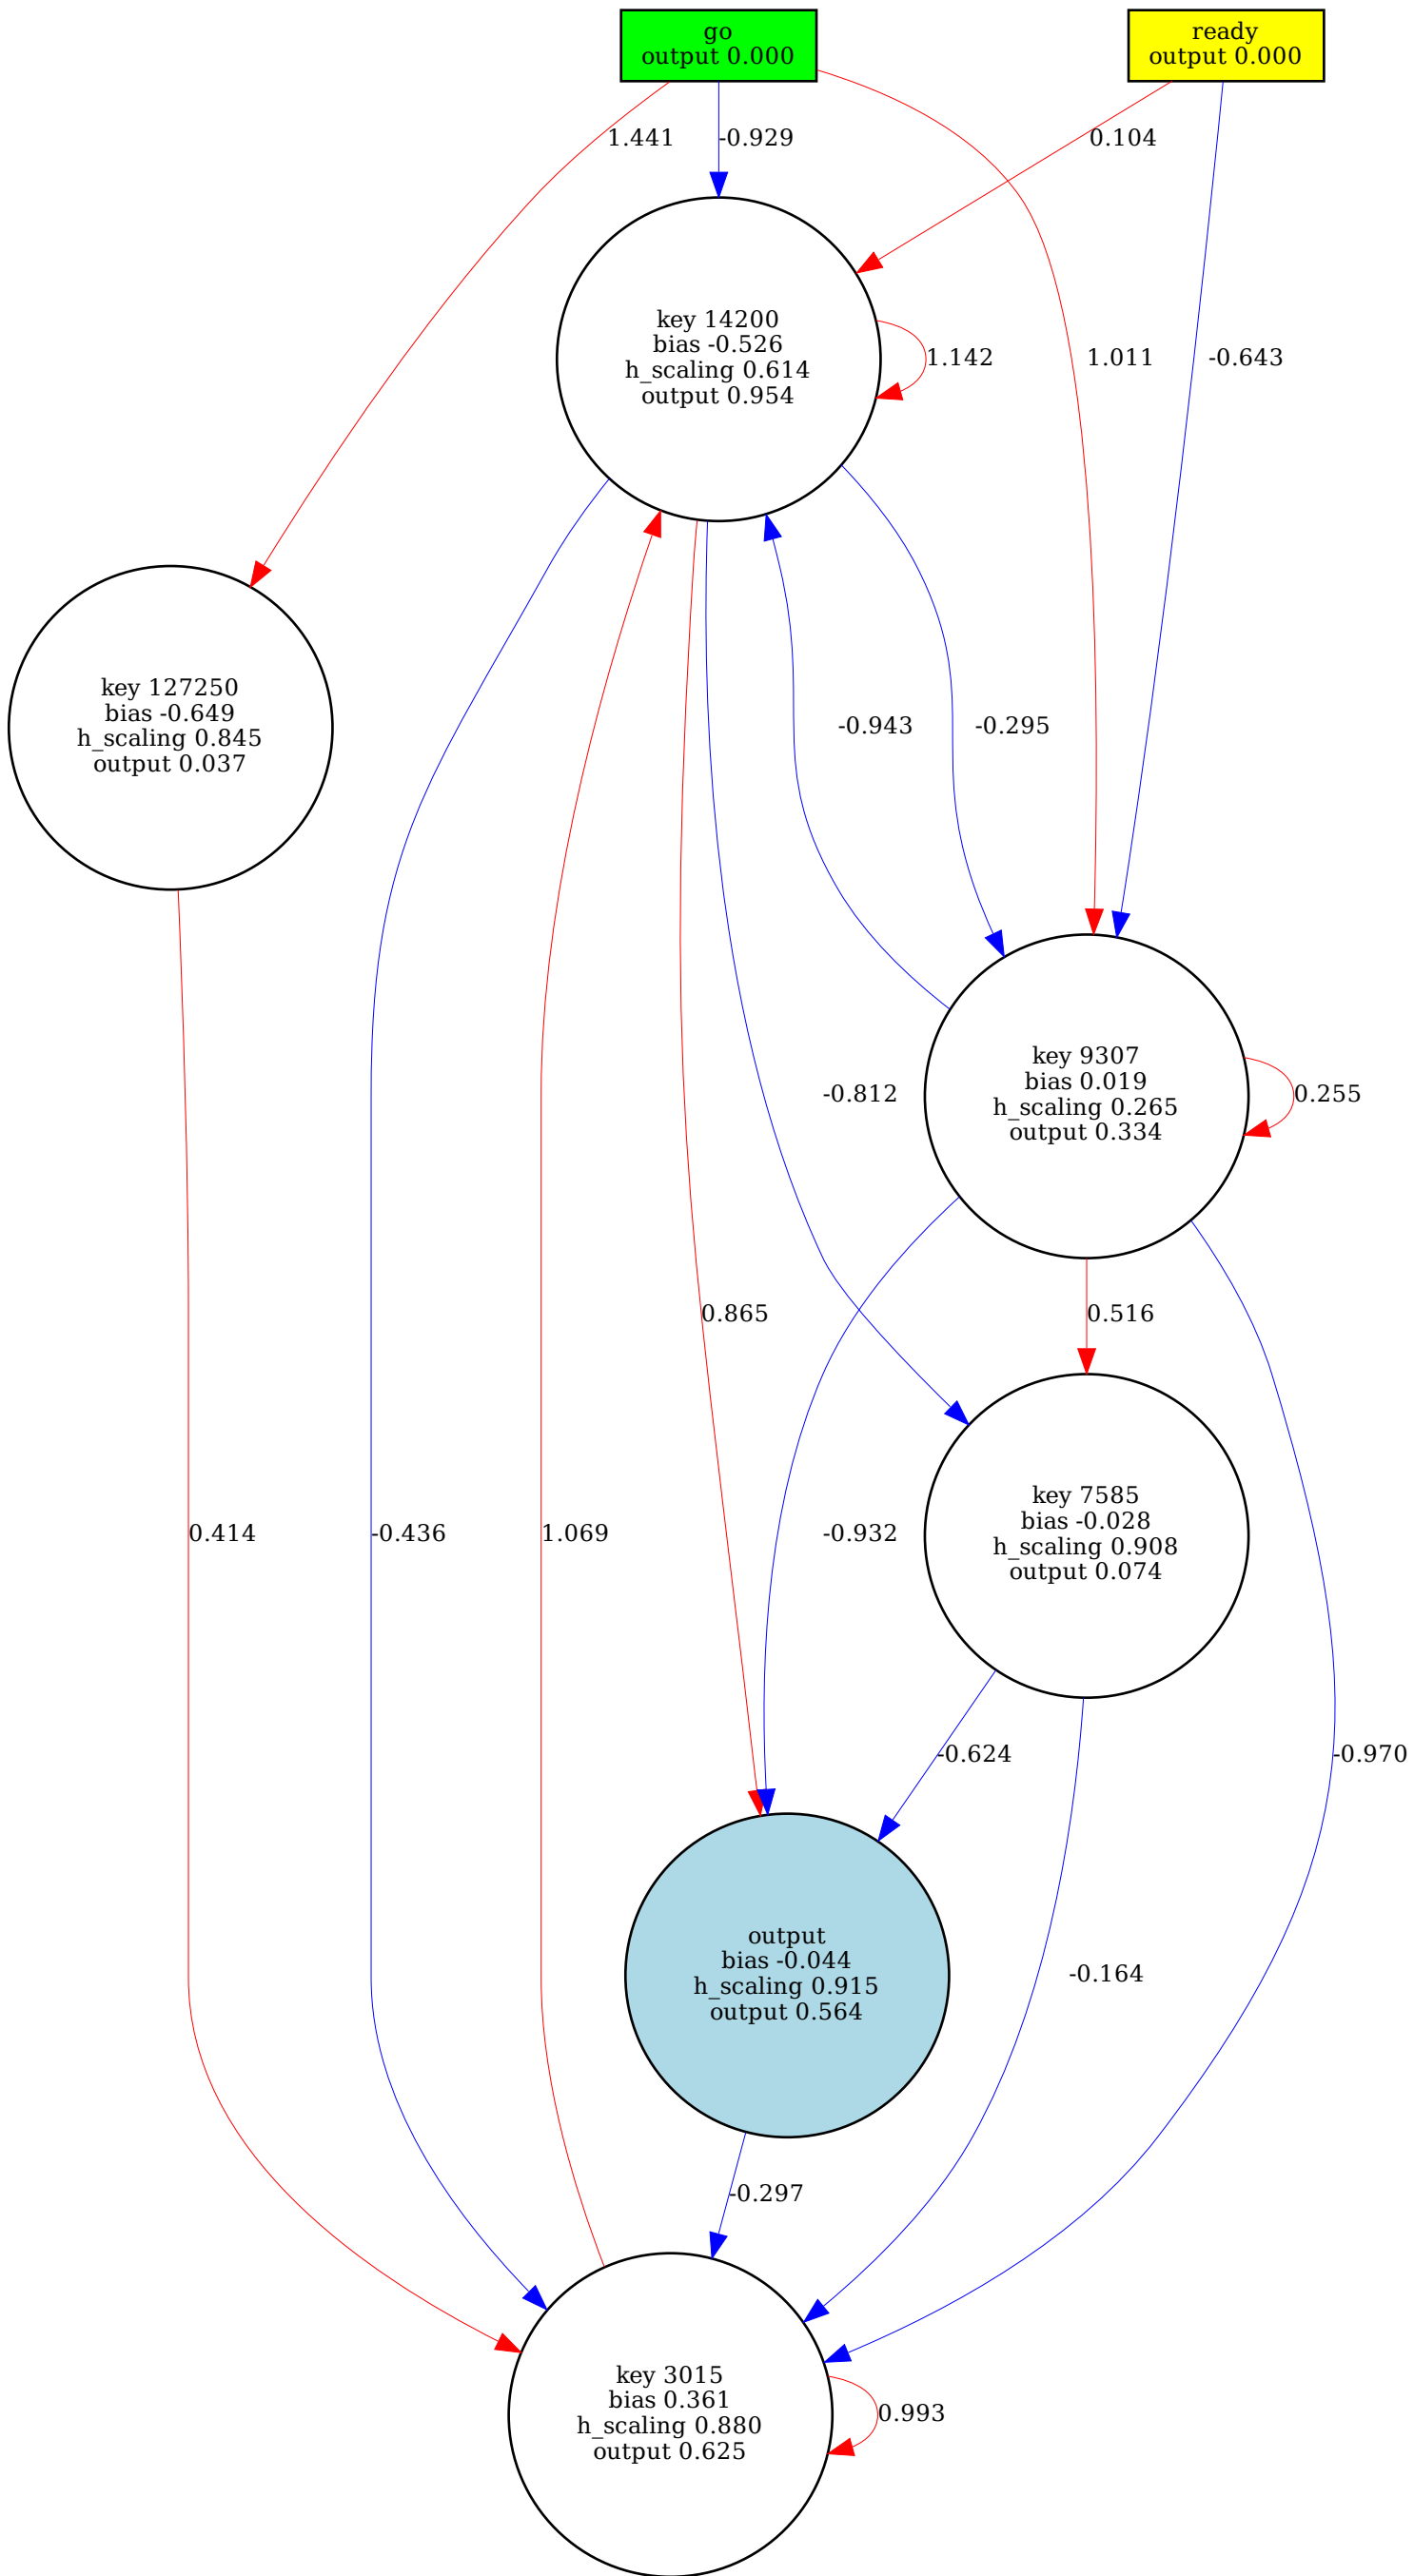 go
output 0.000
ready
output 0.000
1.441
-0.929
0.104
key 14200
bias -0.526
h_scaling 0.614
output 0.954
1.142
1.011
-0.643
key 127250
bias -0.649
h_scaling 0.845
output 0.037
-0.943
-0.295
key 9307
bias 0.019
h_scaling 0.265
output 0.334
-0.812
0.255
0.865
0.516
key 7585
bias -0.028
h_scaling 0.908
output 0.074
0.414
-0.436
1.069
-0.932
-0.624
-0.970
output
bias -0.044
h_scaling 0.915
output 0.564
-0.164
-0.297
key 3015
bias 0.361
h_scaling 0.880
output 0.625
0.993